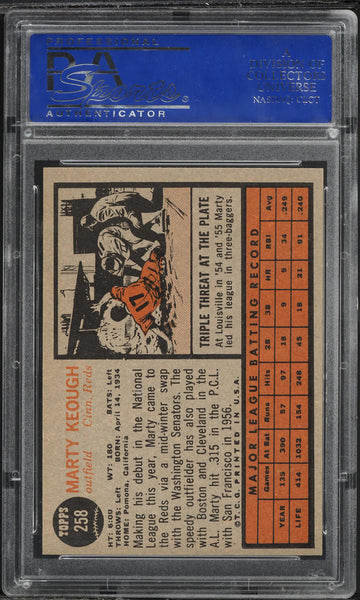 PROFESSIONAL
PSA
Services
AUTHENTICATOR
A
DIVISION OF
COLLECTORS
UNIVERSE
NASDAQ: CLCT
TOPPS
258
MARTY KEOUGH
outfield Cinn. Reds
HT: 6:00 WT: 180 BATS: Left
THROWS: Left BORN: April 14, 1934
HOME: Pomona, California
Making his debut in the National
League this year, Marty came to
the Reds via a mid-winter swap
with the Washington Senators. The
speedy outfielder has also played
with Boston and Cleveland in the
A.L. Marty hit .315 in the P.C.L.
with San Francisco in 1956.
©T.C.G. PRINTED IN U.S.A.
17
TRIPLE THREAT AT THE PLATE
At Louisville in '54 and '55 Marty
led his league in three-baggers.
MAJOR LEAGUE BATTING RECORD
Games At Bat Runs Hits 2B 3B HR RBI Avg
YEAR 135 390 57 97 18 9 9 34 .249
LIFE 414 1032 154 248 45 18 21 91 .240